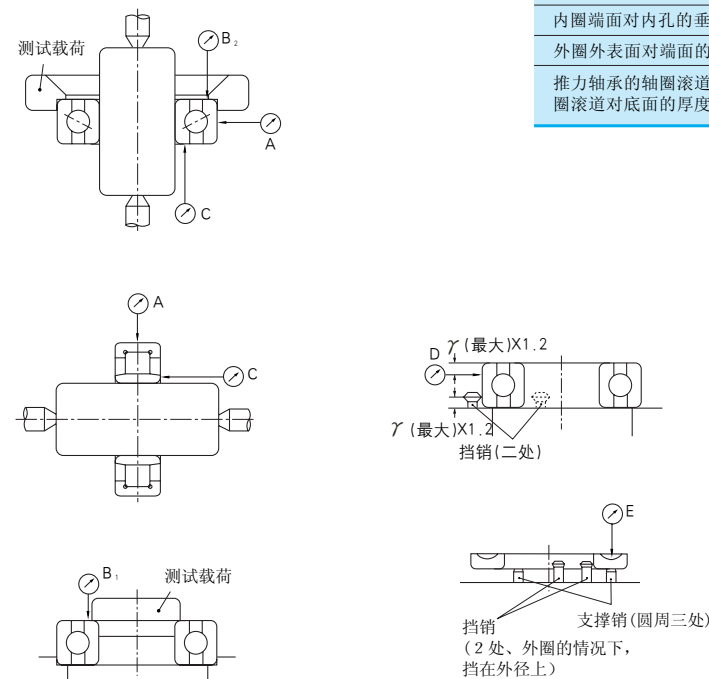 内圈端面对内孔的垂
外圈外表面对端面的
推力轴承的轴圈滚道
圈滚道对底面的厚度
测试载荷
B₂
A
C
A
C
D
γ(最大)X1.2
γ(最大)X1.2
挡销(二处)
B₁
测试载荷
E
挡销
(2处、外圈的情况下,
挡在外径上)
支撑销(圆周三处)